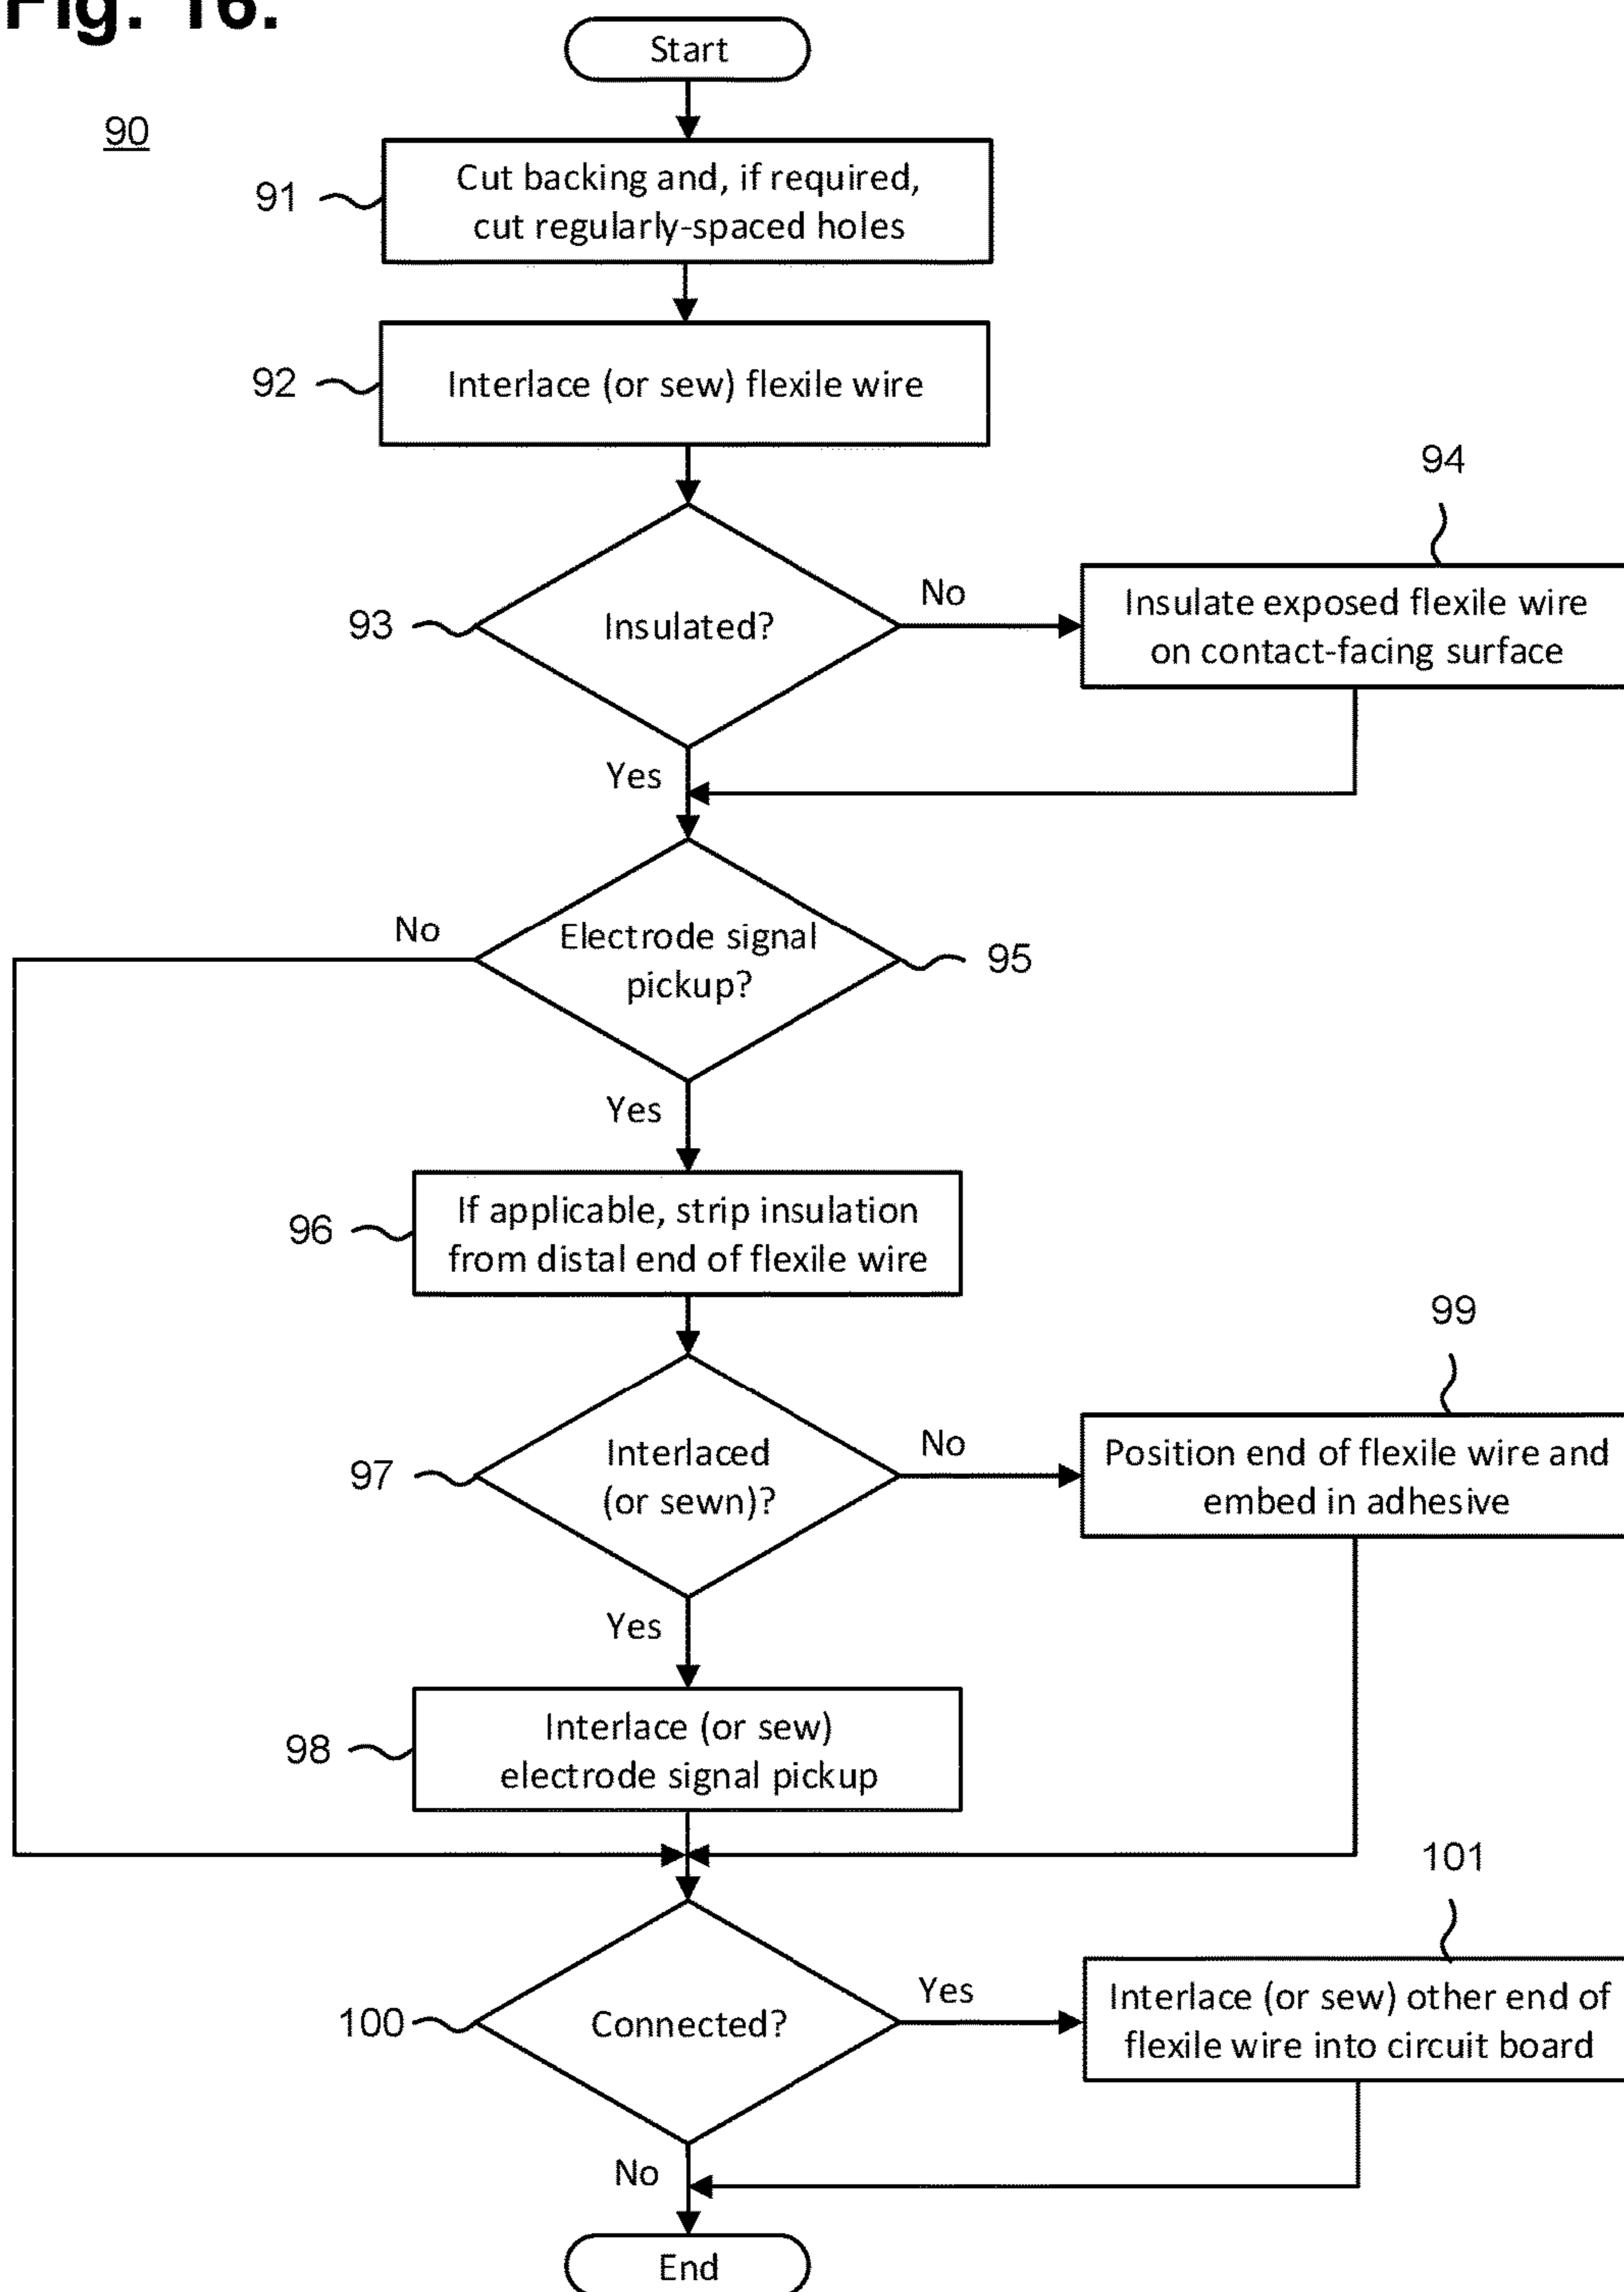 Fig. 16.
Start
90
91
Cut backing and, if required,
cut regularly-spaced holes
92
Interlace (or sew) flexile wire
94
93
Insulated?
No
Insulate exposed flexile wire
on contact-facing surface
Yes
No
Electrode signal
pickup?
95
Yes
96
If applicable, strip insulation
from distal end of flexile wire
99
97
Interlaced
(or sewn)?
No
Position end of flexile wire and
embed in adhesive
Yes
98
Interlace (or sew)
electrode signal pickup
101
100
Connected?
Yes
Interlace (or sew) other end of
flexile wire into circuit board
No
End